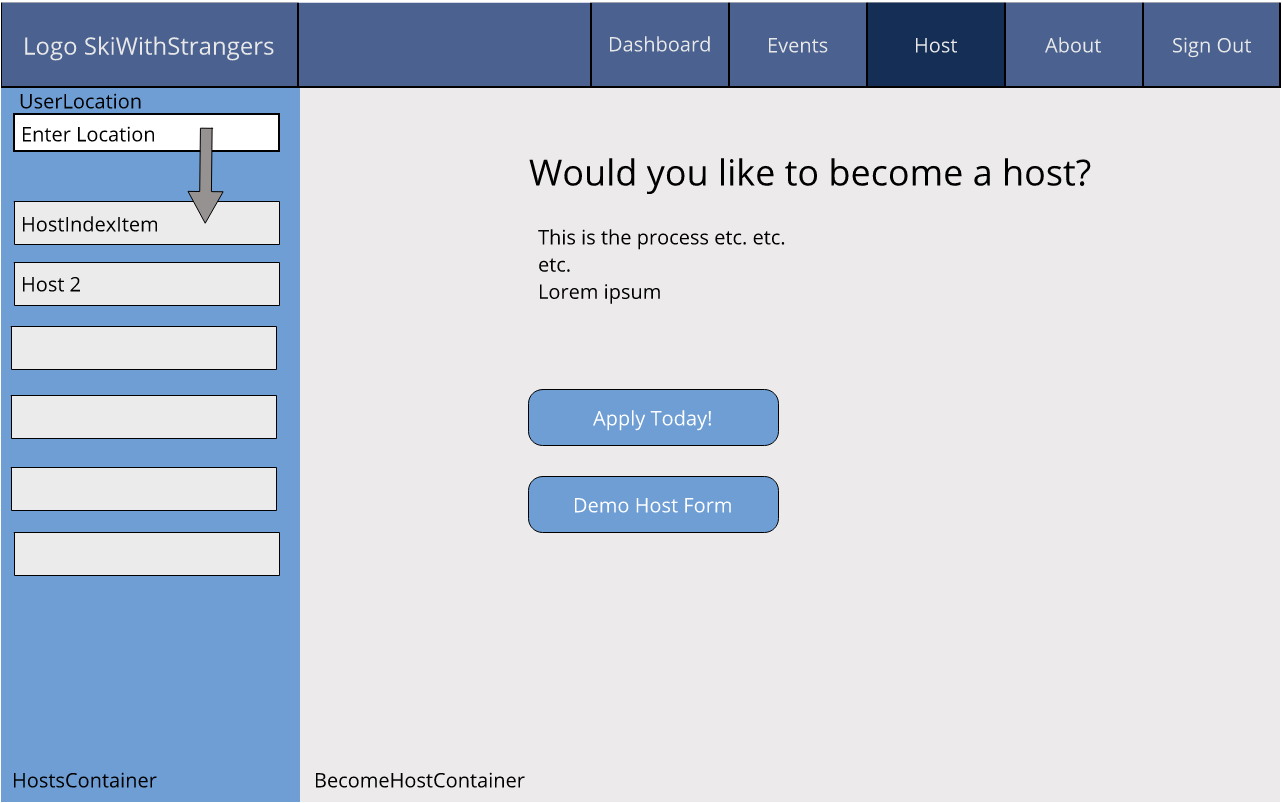 Logo SkiWithStrangers
Dashboard
Events
Host
About
Sign Out
UserLocation
Enter Location
HostIndexItem
Host 2
HostsContainer
Would you like to become a host?
This is the process etc. etc.
etc.
Lorem ipsum
Apply Today!
Demo Host Form
BecomeHostContainer